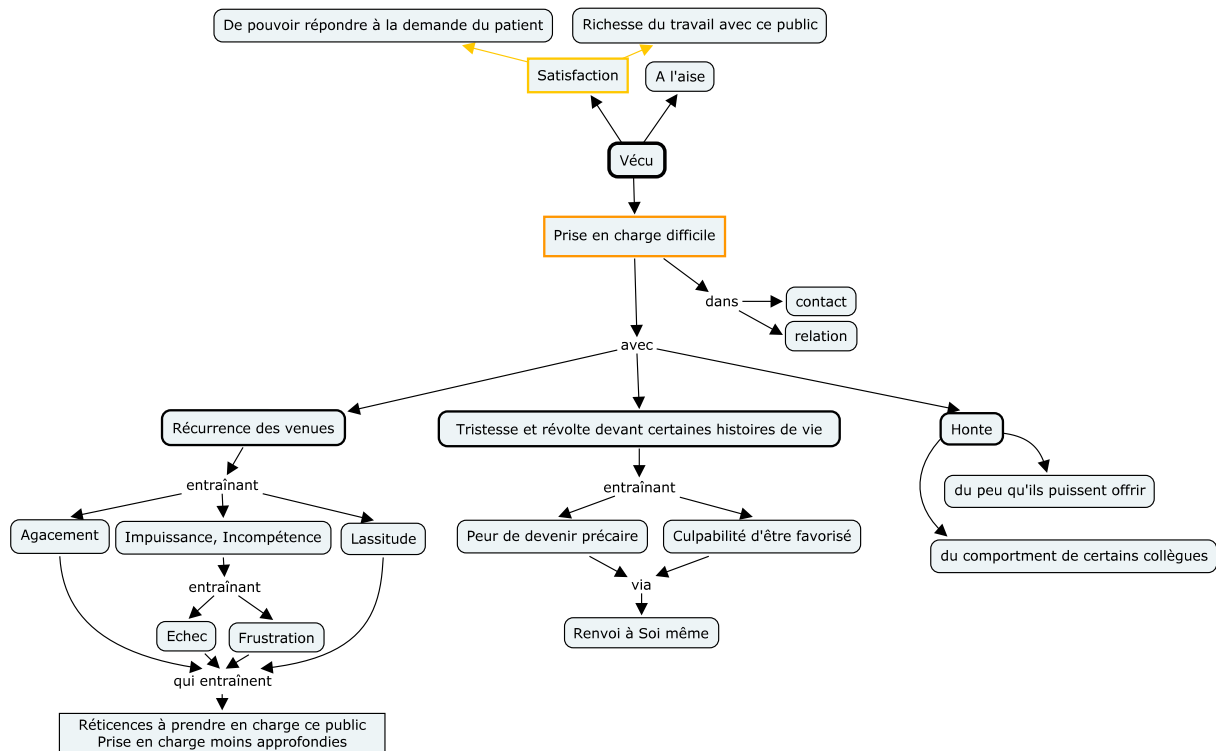 De pouvoir répondre à la demande du patient
Richesse du travail avec ce public
Satisfaction
A l'aise
Vécu
Prise en charge difficile
dans
contact
relation
avec
Récurrence des venues
Tristesse et révolte devant certaines histoires de vie
Honte
entraînant
entraînant
du peu qu'ils puissent offrir
Agacement
Impuissance, Incompétence
Lassitude
Peur de devenir précaire
Culpabilité d'être favorisé
du comportment de certains collègues
entraînant
via
Echec
Frustration
Renvoi à Soi même
qui entraînent
Réticences à prendre en charge ce public
Prise en charge moins approfondies